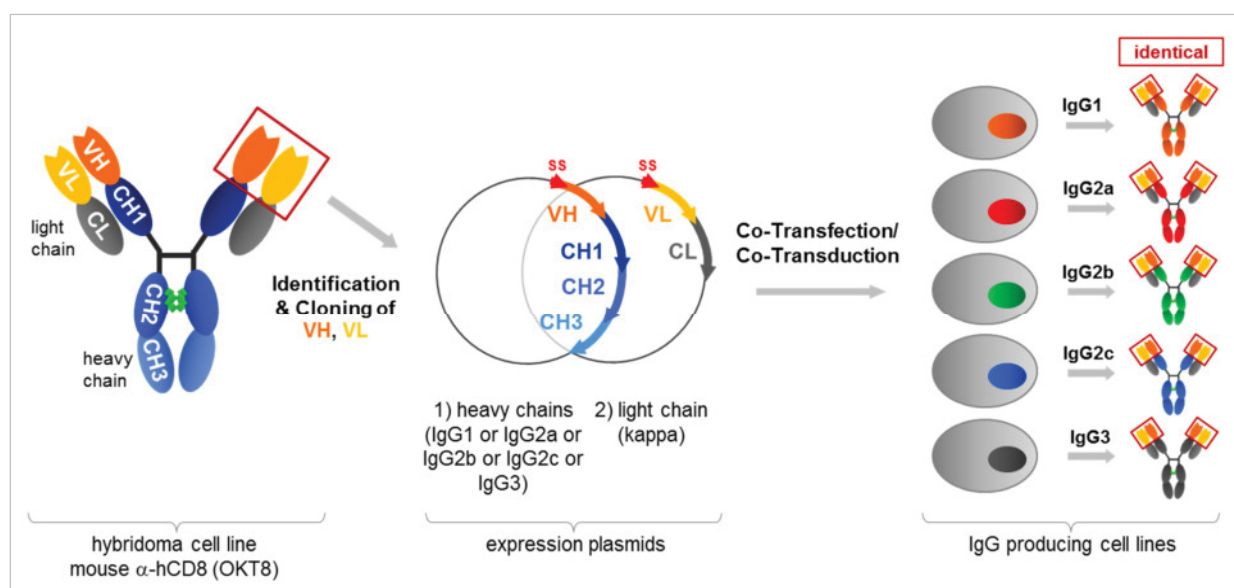 VH
VL
CH1
CL
light
chain
CH2
CH3
heavy
chain
hybridoma cell line
mouse α-hCD8 (OKT8)
Identification
& Cloning of
VH, VL
ss
ss
VH
VL
CH1
CL
CH2
CH3
1) heavy chains
(IgG1 or IgG2a or
IgG2b or IgG2c or
IgG3)
2) light chain
(kappa)
expression plasmids
Co-Transfection/
Co-Transduction
identical
IgG1
IgG2a
IgG2b
IgG2c
IgG3
IgG producing cell lines